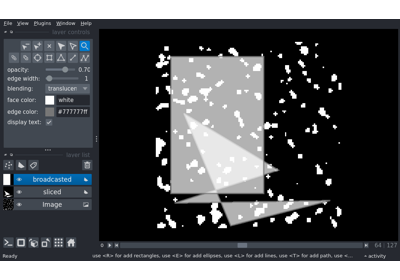 File View Plugins Window Help
layer controls
opacity: 0.70
edge width: 1
blending: translucen
face color: white
edge color: #777777ff
display text:
layer list
broadcasted
sliced
Image
0 64 127
Ready use <R> for add rectangles, use <E> for add ellipses, use <L> for add lines, use <T> for add path, use <... activity